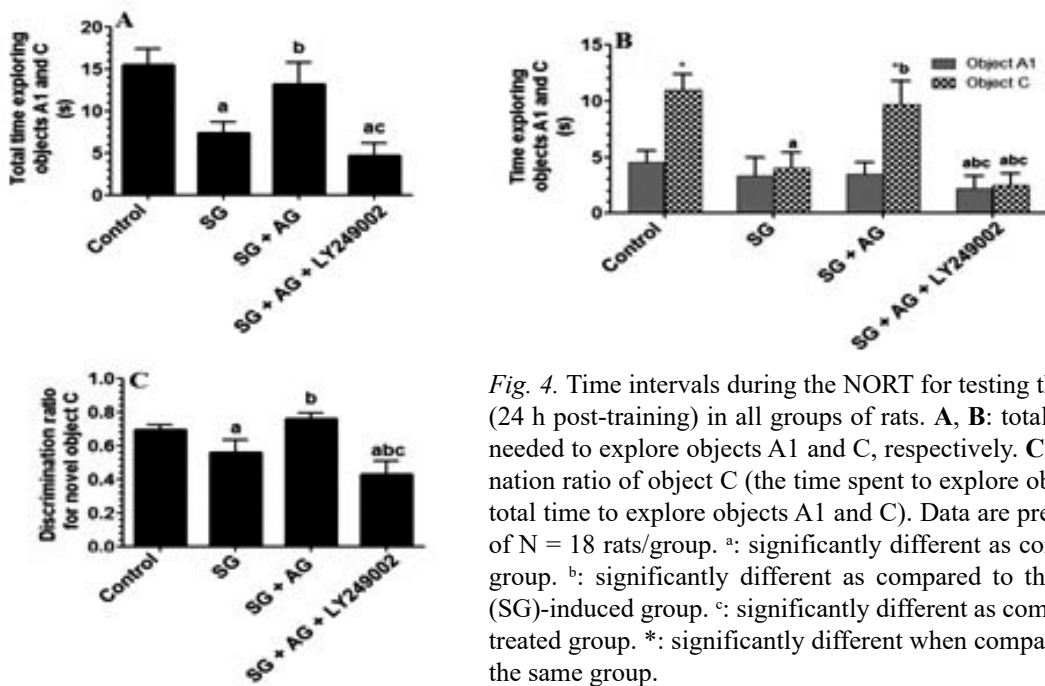 A
20
15
10
5
0
Total time exploring
objects A1 and C
(s)
a
b
ac
Control
SG
SG + AG
SG + AG + LY249002
B
15
10
5
0
Time exploring
objects A1 and C
(s)
Object A1
Object C
*
a
*b
abc
abc
Control
SG
SG + AG
SG + AG + LY249002
C
1.0
0.8
0.6
0.4
0.2
0.0
Discrimination ratio
for novel object C
a
b
abc
Control
SG
SG + AG
SG + AG + LY249002
Fig. 4. Time intervals during the NORT for testing th
(24 h post-training) in all groups of rats. A, B: total
needed to explore objects A1 and C, respectively. C
nation ratio of object C (the time spent to explore ob
total time to explore objects A1 and C). Data are pre
of N = 18 rats/group. a: significantly different as co
group. b: significantly different as compared to th
(SG)-induced group. c: significantly different as com
treated group. *: significantly different when compa
the same group.